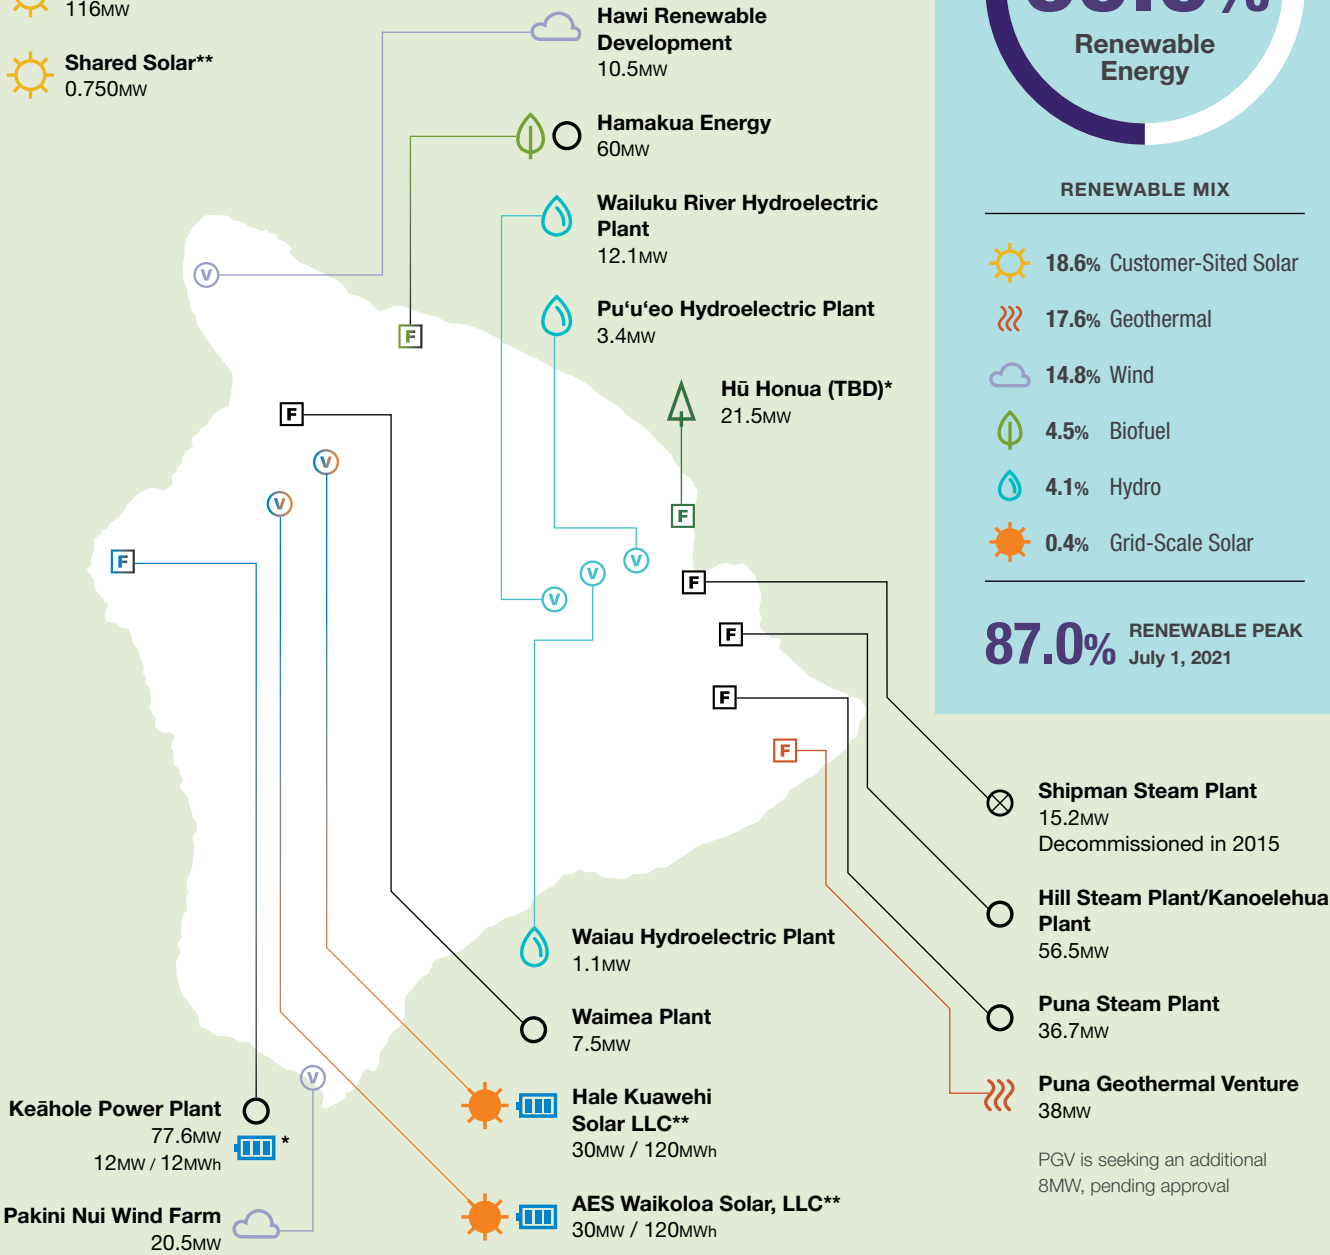 116MW
Shared Solar**
0.750MW
Hawi Renewable
Development
10.5MW
Hamakua Energy
60MW
Wailuku River Hydroelectric
Plant
12.1MW
Pu‘u‘eo Hydroelectric Plant
3.4MW
Hū Honua (TBD)*
21.5MW
Renewable
Energy
RENEWABLE MIX
18.6% Customer-Sited Solar
17.6% Geothermal
14.8% Wind
4.5% Biofuel
4.1% Hydro
0.4% Grid-Scale Solar
87.0% RENEWABLE PEAK
July 1, 2021
V
F
F
V
V
F
F
V
V
V
F
F
F
F
V
Shipman Steam Plant
15.2MW
Decommissioned in 2015
Hill Steam Plant/Kanoelehua
Plant
56.5MW
Puna Steam Plant
36.7MW
Puna Geothermal Venture
38MW
PGV is seeking an additional
8MW, pending approval
Waiau Hydroelectric Plant
1.1MW
Waimea Plant
7.5MW
Hale Kuawehi
Solar LLC**
30MW / 120MWh
AES Waikoloa Solar, LLC**
30MW / 120MWh
Keāhole Power Plant
77.6MW
12MW / 12MWh
*
Pakini Nui Wind Farm
20.5MW